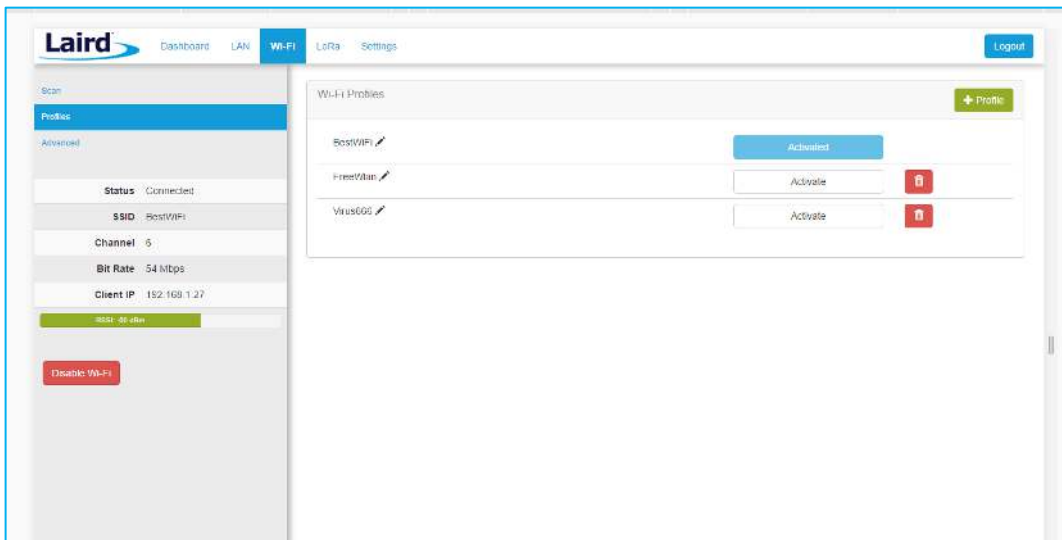 Laird Dashboard LAN Wi-Fi LoRa Settings Logout
Scan
Profiles
Advanced
Status Connected
SSID BestWiFi
Channel 6
Bit Rate 54 Mbps
Client IP 192.168.1.27
RSSI:
Disable Wi-Fi
Wi-Fi Profiles + Profile
BestWiFi Activated
FreeWlan Activate
Virus666 Activate